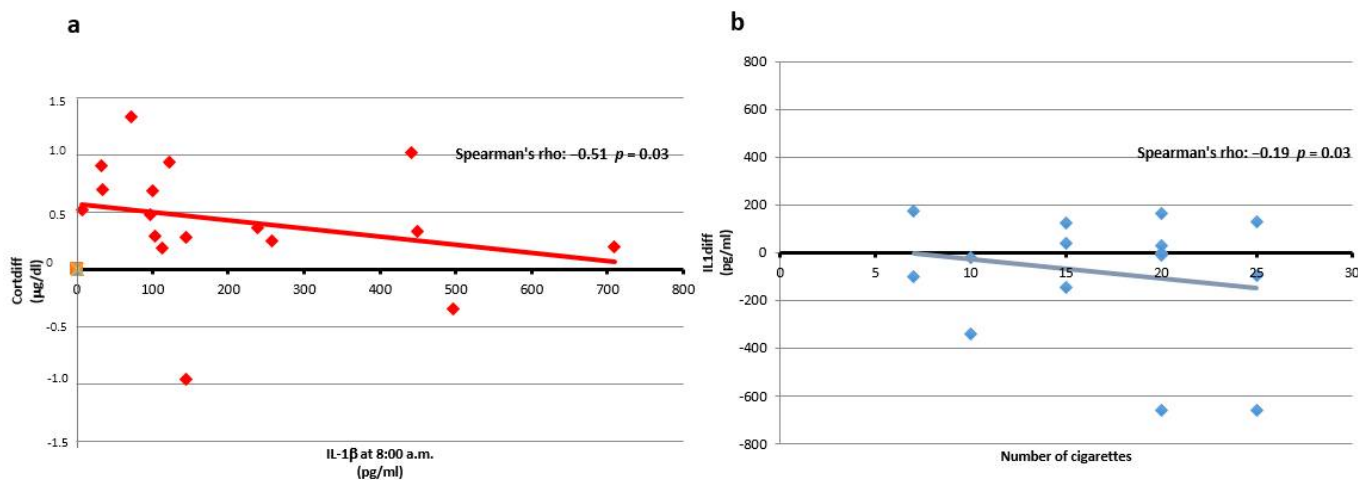 a
1.5
1.0
0.5
0
-0.5
-1.0
-1.5
0 100 200 300 400 500 600 700 800
Cortdiff
(µg/dl)
Spearman's rho: −0.51 p = 0.03
IL-1β at 8:00 a.m.
(pg/ml)
b
800
600
400
200
0
-200
-400
-600
-800
0 5 10 15 20 25 30
IL1diff
(pg/ml)
Spearman's rho: −0.19 p = 0.03
Number of cigarettes